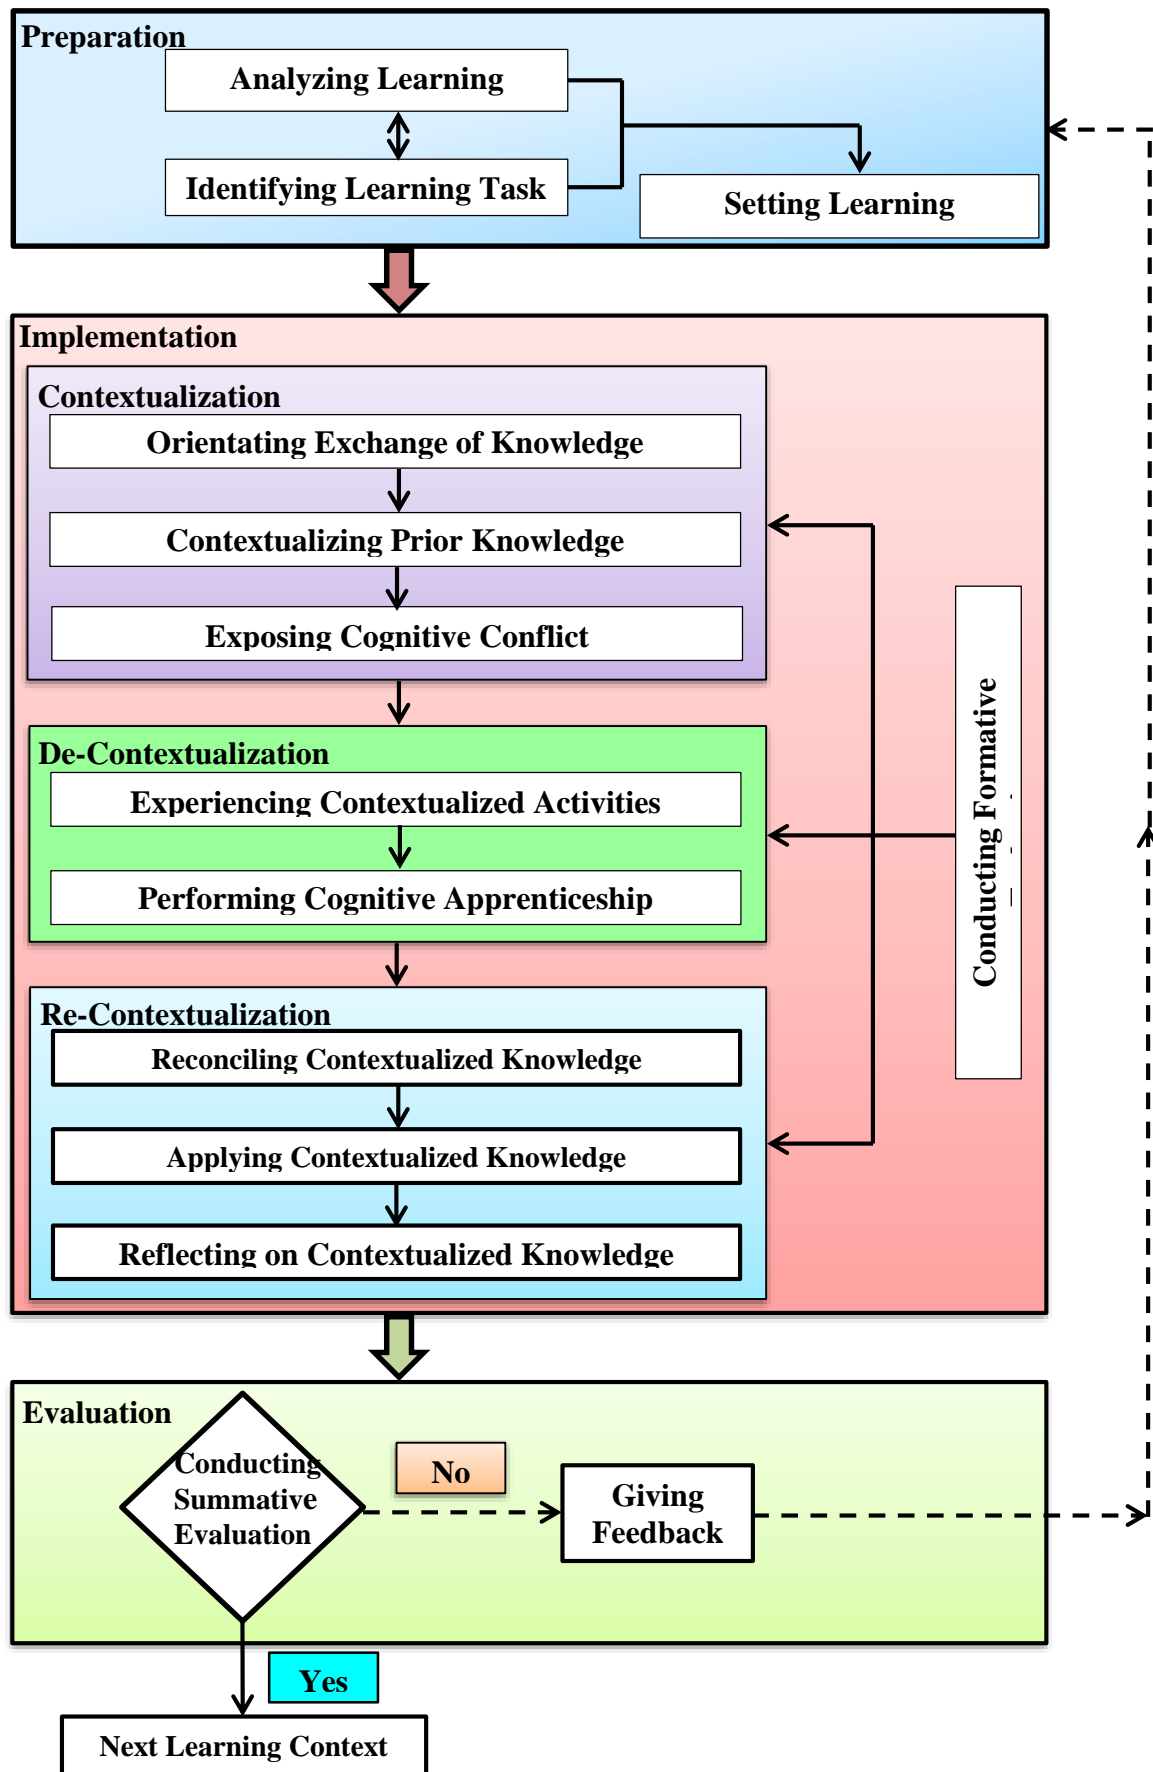 Preparation
Analyzing Learning
Identifying Learning Task
Setting Learning
Implementation
Contextualization
Orientating Exchange of Knowledge
Contextualizing Prior Knowledge
Exposing Cognitive Conflict
De-Contextualization
Experiencing Contextualized Activities
Performing Cognitive Apprenticeship
Re-Contextualization
Reconciling Contextualized Knowledge
Applying Contextualized Knowledge
Reflecting on Contextualized Knowledge
Conducting Formative
Evaluation
Conducting
Summative
Evaluation
No
Giving
Feedback
Yes
Next Learning Context